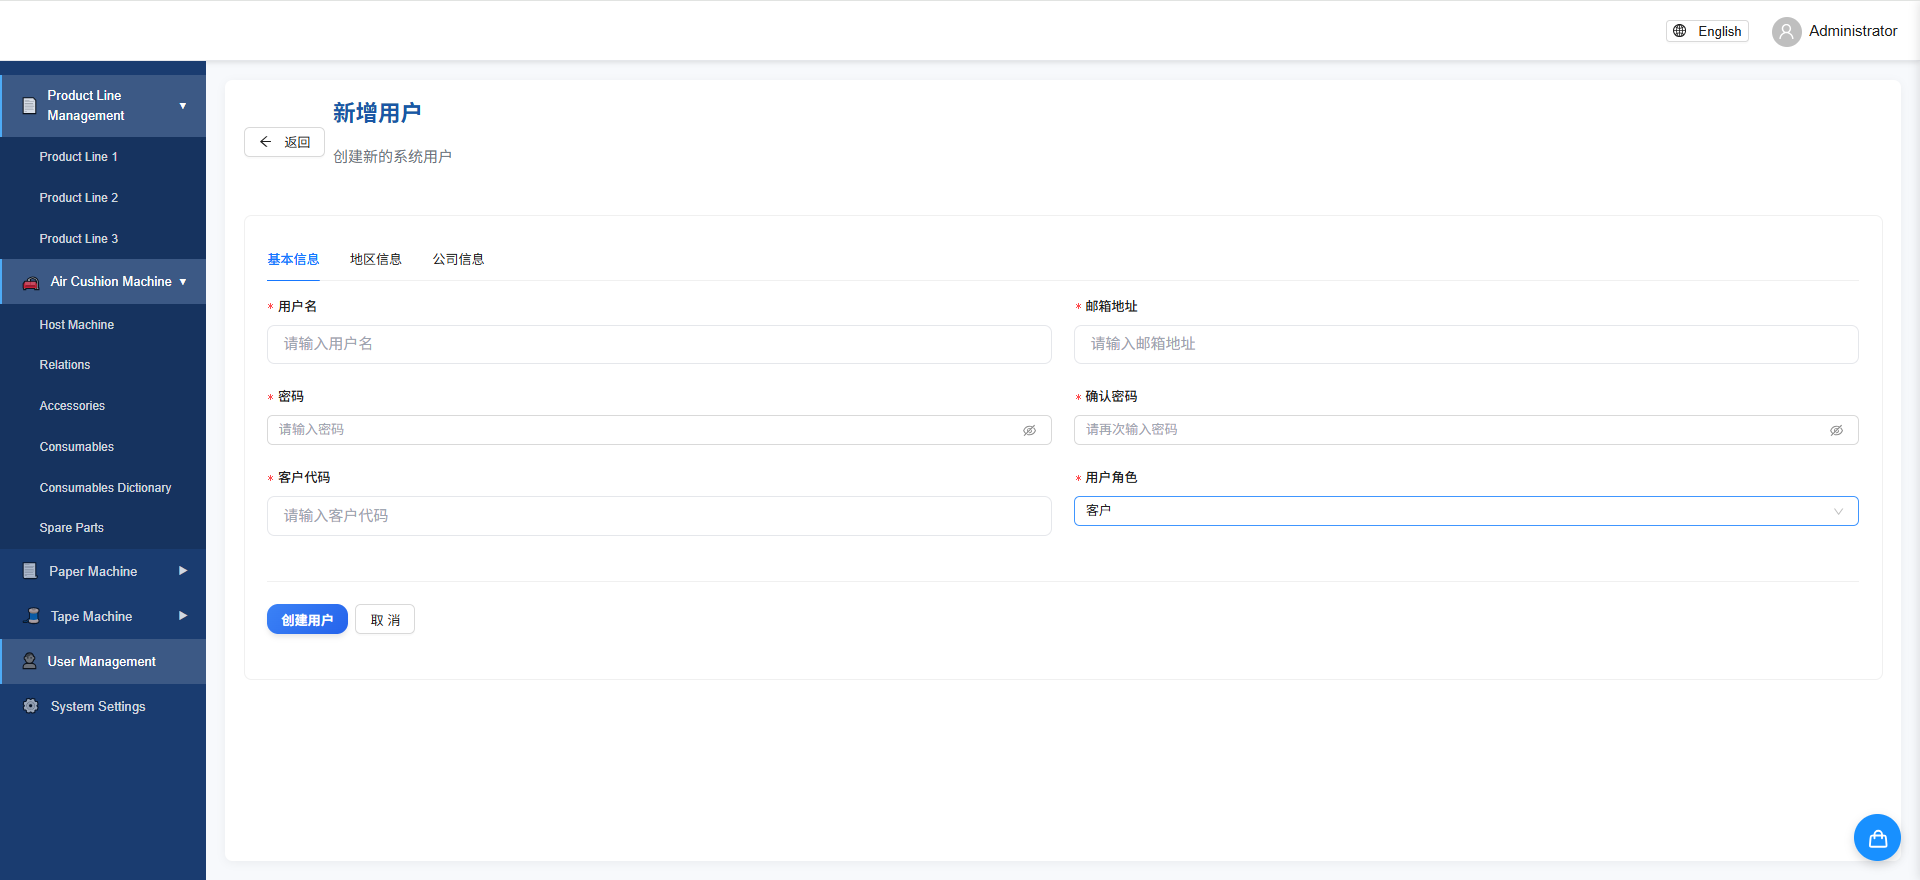 English
Administrator
Product Line
Management
Product Line 1
Product Line 2
Product Line 3
Air Cushion Machine
Host Machine
Relations
Accessories
Consumables
Consumables Dictionary
Spare Parts
Paper Machine
Tape Machine
User Management
System Settings
返回
新增用户
创建新的系统用户
基本信息 地区信息 公司信息
* 用户名
请输入用户名
* 邮箱地址
请输入邮箱地址
* 密码
请输入密码
* 确认密码
请再次输入密码
* 客户代码
请输入客户代码
* 用户角色
客户
创建用户
取 消